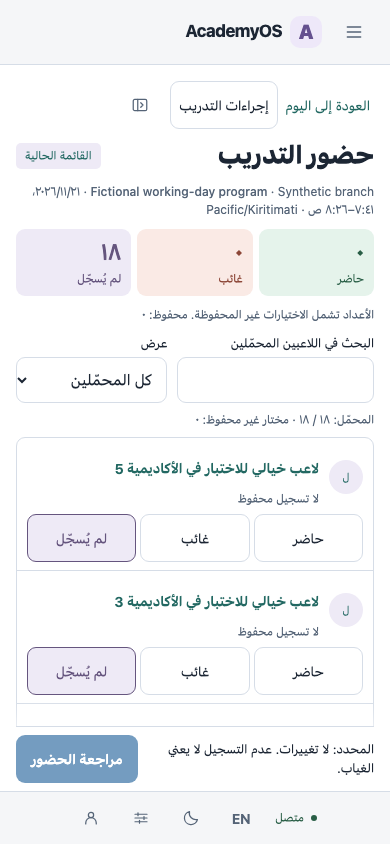 AcademyOS A
العودة إلى اليوم
إجراءات التدريب
حضور التدريب
القائمة الحالية
Synthetic branch · Fictional working-day program · ٢٠٢٦/١١/٢١،
٧:٤١–٨:٢٦ ص · Pacific/Kiritimati
٠
حاضر
٠
غائب
١٨
لم يُسجّل
الأعداد تشمل الاختيارات غير المحفوظة. محفوظ: ٠
البحث في اللاعبين المحمّلين
عرض
كل المحمّلين
المحمّل: ١٨ / ١٨ · مختار غير محفوظ: ٠
ل
لاعب خيالي للاختبار في الأكاديمية 5
لا تسجيل محفوظ
حاضر
غائب
لم يُسجّل
ل
لاعب خيالي للاختبار في الأكاديمية 3
لا تسجيل محفوظ
حاضر
غائب
لم يُسجّل
المحدد: لا تغييرات. عدم التسجيل لا يعني
الغياب.
مراجعة الحضور
متصل
EN